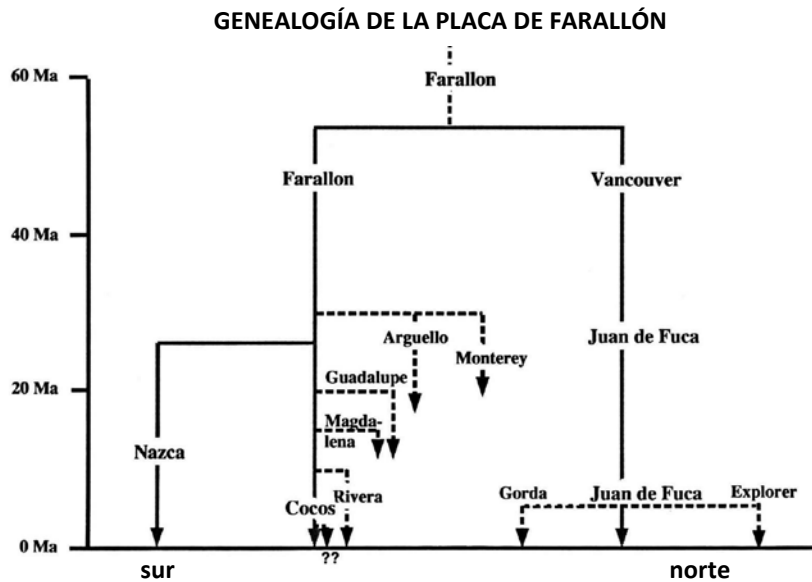 GENEALOGÍA DE LA PLACA DE FARALLÓN
60 Ma
Farallon
Farallon
Vancouver
40 Ma
Arguello
Juan de Fuca
Monterey
Guadalupe
20 Ma
Magda-
lena
Nazca
Rivera
Gorda
Juan de Fuca
Explorer
Cocos
0 Ma
??
sur
norte